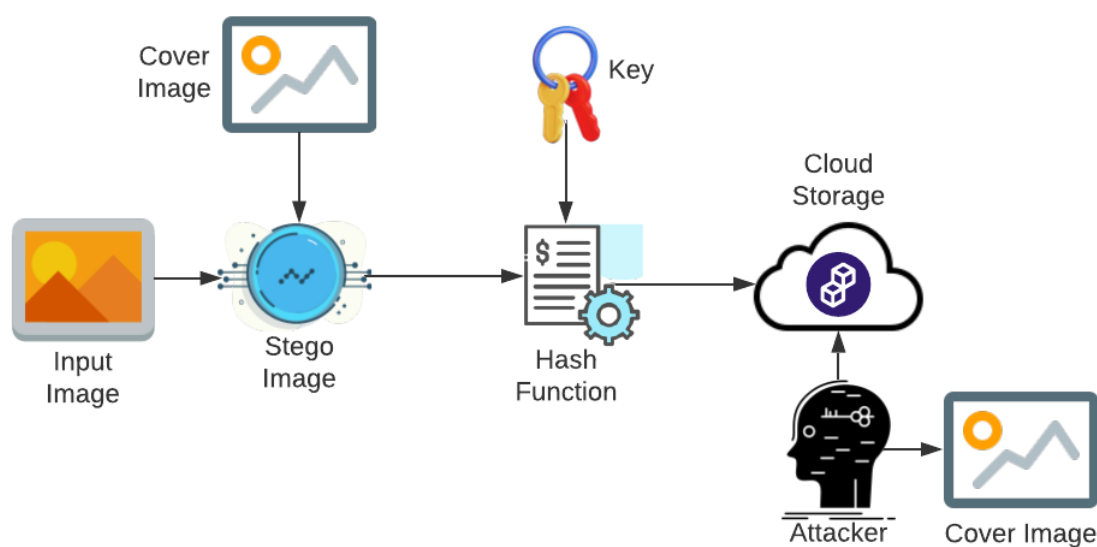 Cover
Image
Key
Cloud
Storage
$
Input
Image
Stego
Image
Hash
Function
Attacker
Cover Image